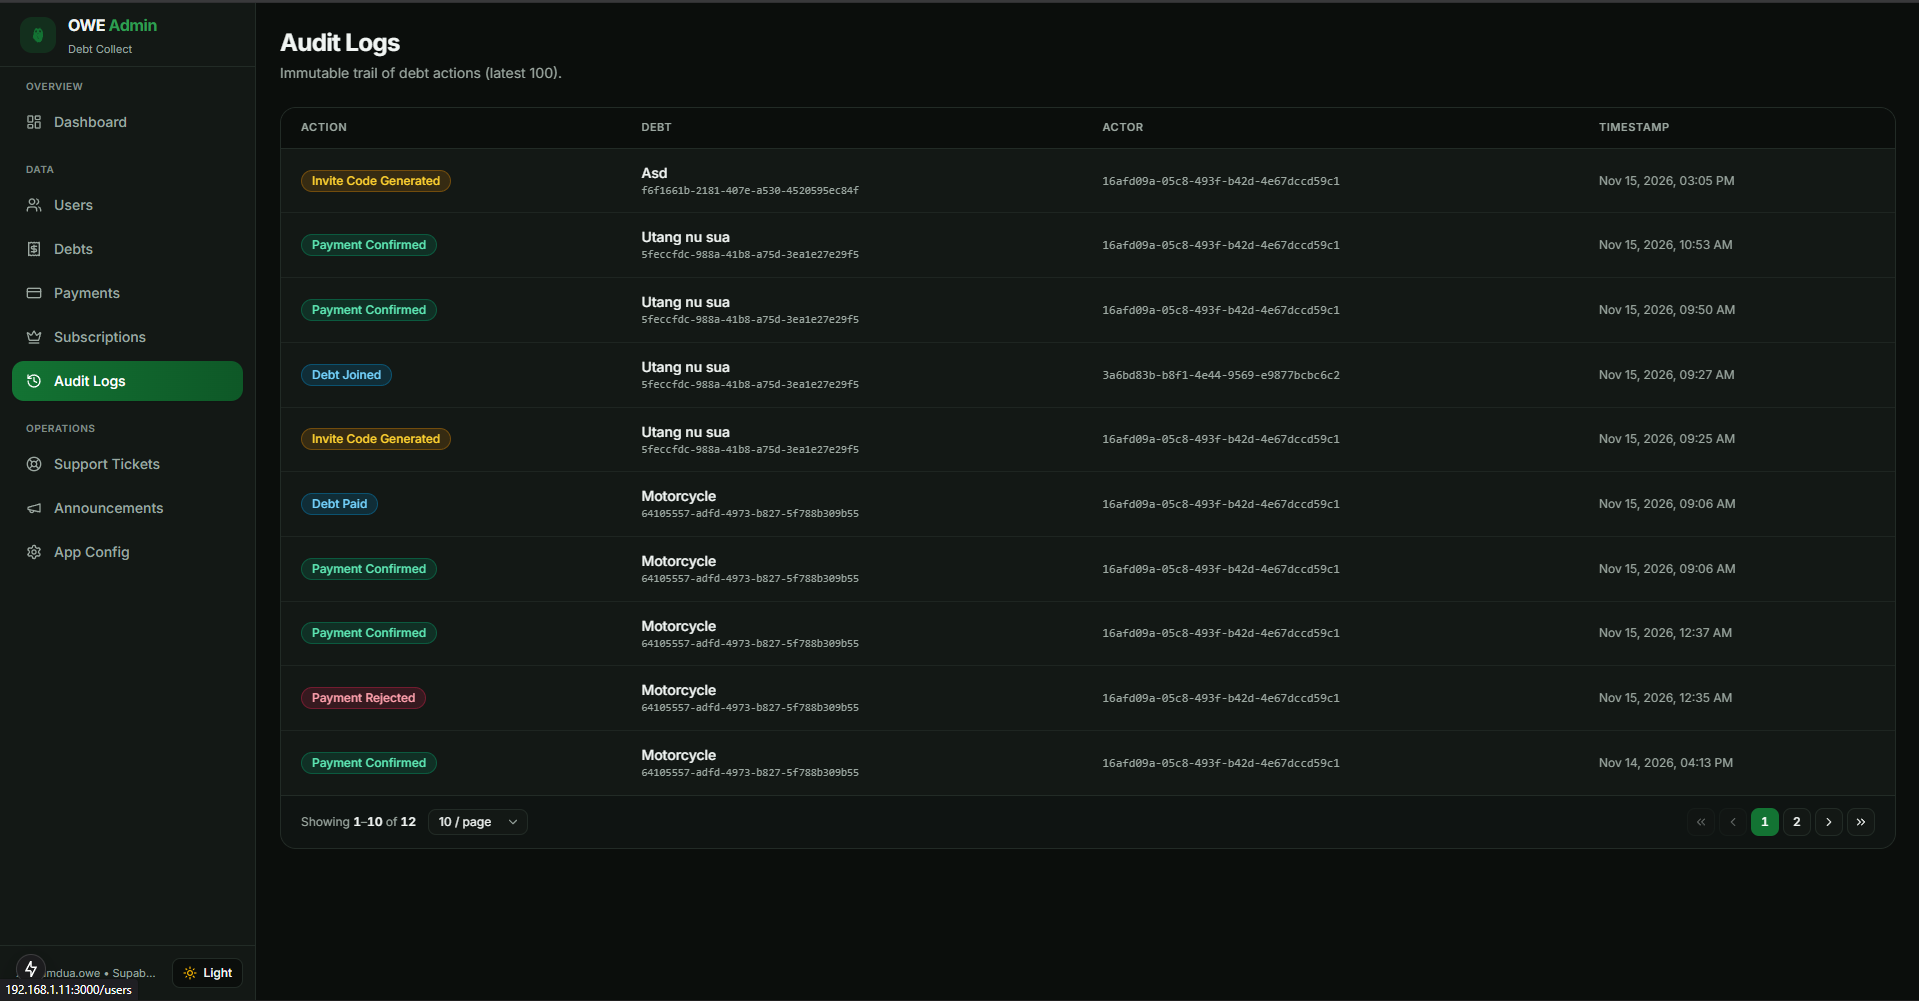 OWE Admin
Debt Collect
OVERVIEW
Dashboard
DATA
Users
Debts
Payments
Subscriptions
Audit Logs
OPERATIONS
Support Tickets
Announcements
App Config
mdua.owe • Supab...
Light
192.168.1.11:3000/users
Audit Logs
Immutable trail of debt actions (latest 100).
ACTION DEBT ACTOR TIMESTAMP
Invite Code Generated Asd 16afd09a-05c8-493f-b42d-4e67dccd59c1 Nov 15, 2026, 03:05 PM
f6f1661b-2181-407e-a530-4520595ec84f
Payment Confirmed Utang nu sua 16afd09a-05c8-493f-b42d-4e67dccd59c1 Nov 15, 2026, 10:53 AM
5feccfdc-988a-41b8-a75d-3ea1e27e29f5
Payment Confirmed Utang nu sua 16afd09a-05c8-493f-b42d-4e67dccd59c1 Nov 15, 2026, 09:50 AM
5feccfdc-988a-41b8-a75d-3ea1e27e29f5
Debt Joined Utang nu sua 3a6bd83b-b8f1-4e44-9569-e9877bcbc6c2 Nov 15, 2026, 09:27 AM
5feccfdc-988a-41b8-a75d-3ea1e27e29f5
Invite Code Generated Utang nu sua 16afd09a-05c8-493f-b42d-4e67dccd59c1 Nov 15, 2026, 09:25 AM
5feccfdc-988a-41b8-a75d-3ea1e27e29f5
Debt Paid Motorcycle 16afd09a-05c8-493f-b42d-4e67dccd59c1 Nov 15, 2026, 09:06 AM
64105557-adfd-4973-b827-5f788b309b55
Payment Confirmed Motorcycle 16afd09a-05c8-493f-b42d-4e67dccd59c1 Nov 15, 2026, 09:06 AM
64105557-adfd-4973-b827-5f788b309b55
Payment Confirmed Motorcycle 16afd09a-05c8-493f-b42d-4e67dccd59c1 Nov 15, 2026, 12:37 AM
64105557-adfd-4973-b827-5f788b309b55
Payment Rejected Motorcycle 16afd09a-05c8-493f-b42d-4e67dccd59c1 Nov 15, 2026, 12:35 AM
64105557-adfd-4973-b827-5f788b309b55
Payment Confirmed Motorcycle 16afd09a-05c8-493f-b42d-4e67dccd59c1 Nov 14, 2026, 04:13 PM
64105557-adfd-4973-b827-5f788b309b55
Showing 1–10 of 12 10 / page « ‹ 1 2 › »